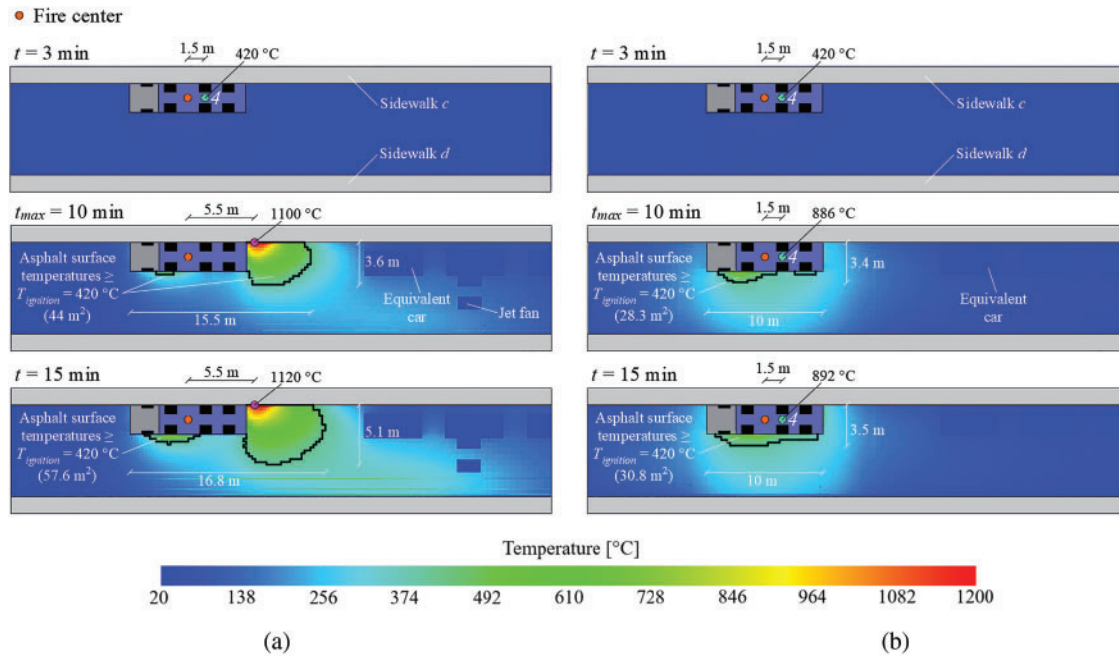 Fire center
t = 3 min
1.5 m
420 °C
4
Sidewalk c
Sidewalk d
tmax = 10 min
5.5 m
1100 °C
Asphalt surface
temperatures ≥
Tignition = 420 °C
(44 m²)
3.6 m
Equivalent
car
Jet fan
15.5 m
t = 15 min
5.5 m
1120 °C
Asphalt surface
temperatures ≥
Tignition = 420 °C
(57.6 m²)
5.1 m
16.8 m
t = 3 min
1.5 m
420 °C
4
Sidewalk c
Sidewalk d
tmax = 10 min
1.5 m
886 °C
4
Asphalt surface
temperatures ≥
Tignition = 420 °C
(28.3 m²)
3.4 m
Equivalent
car
10 m
t = 15 min
1.5 m
892 °C
4
Asphalt surface
temperatures ≥
Tignition = 420 °C
(30.8 m²)
3.5 m
10 m
Temperature [°C]
20 138 256 374 492 610 728 846 964 1082 1200
(a) (b)